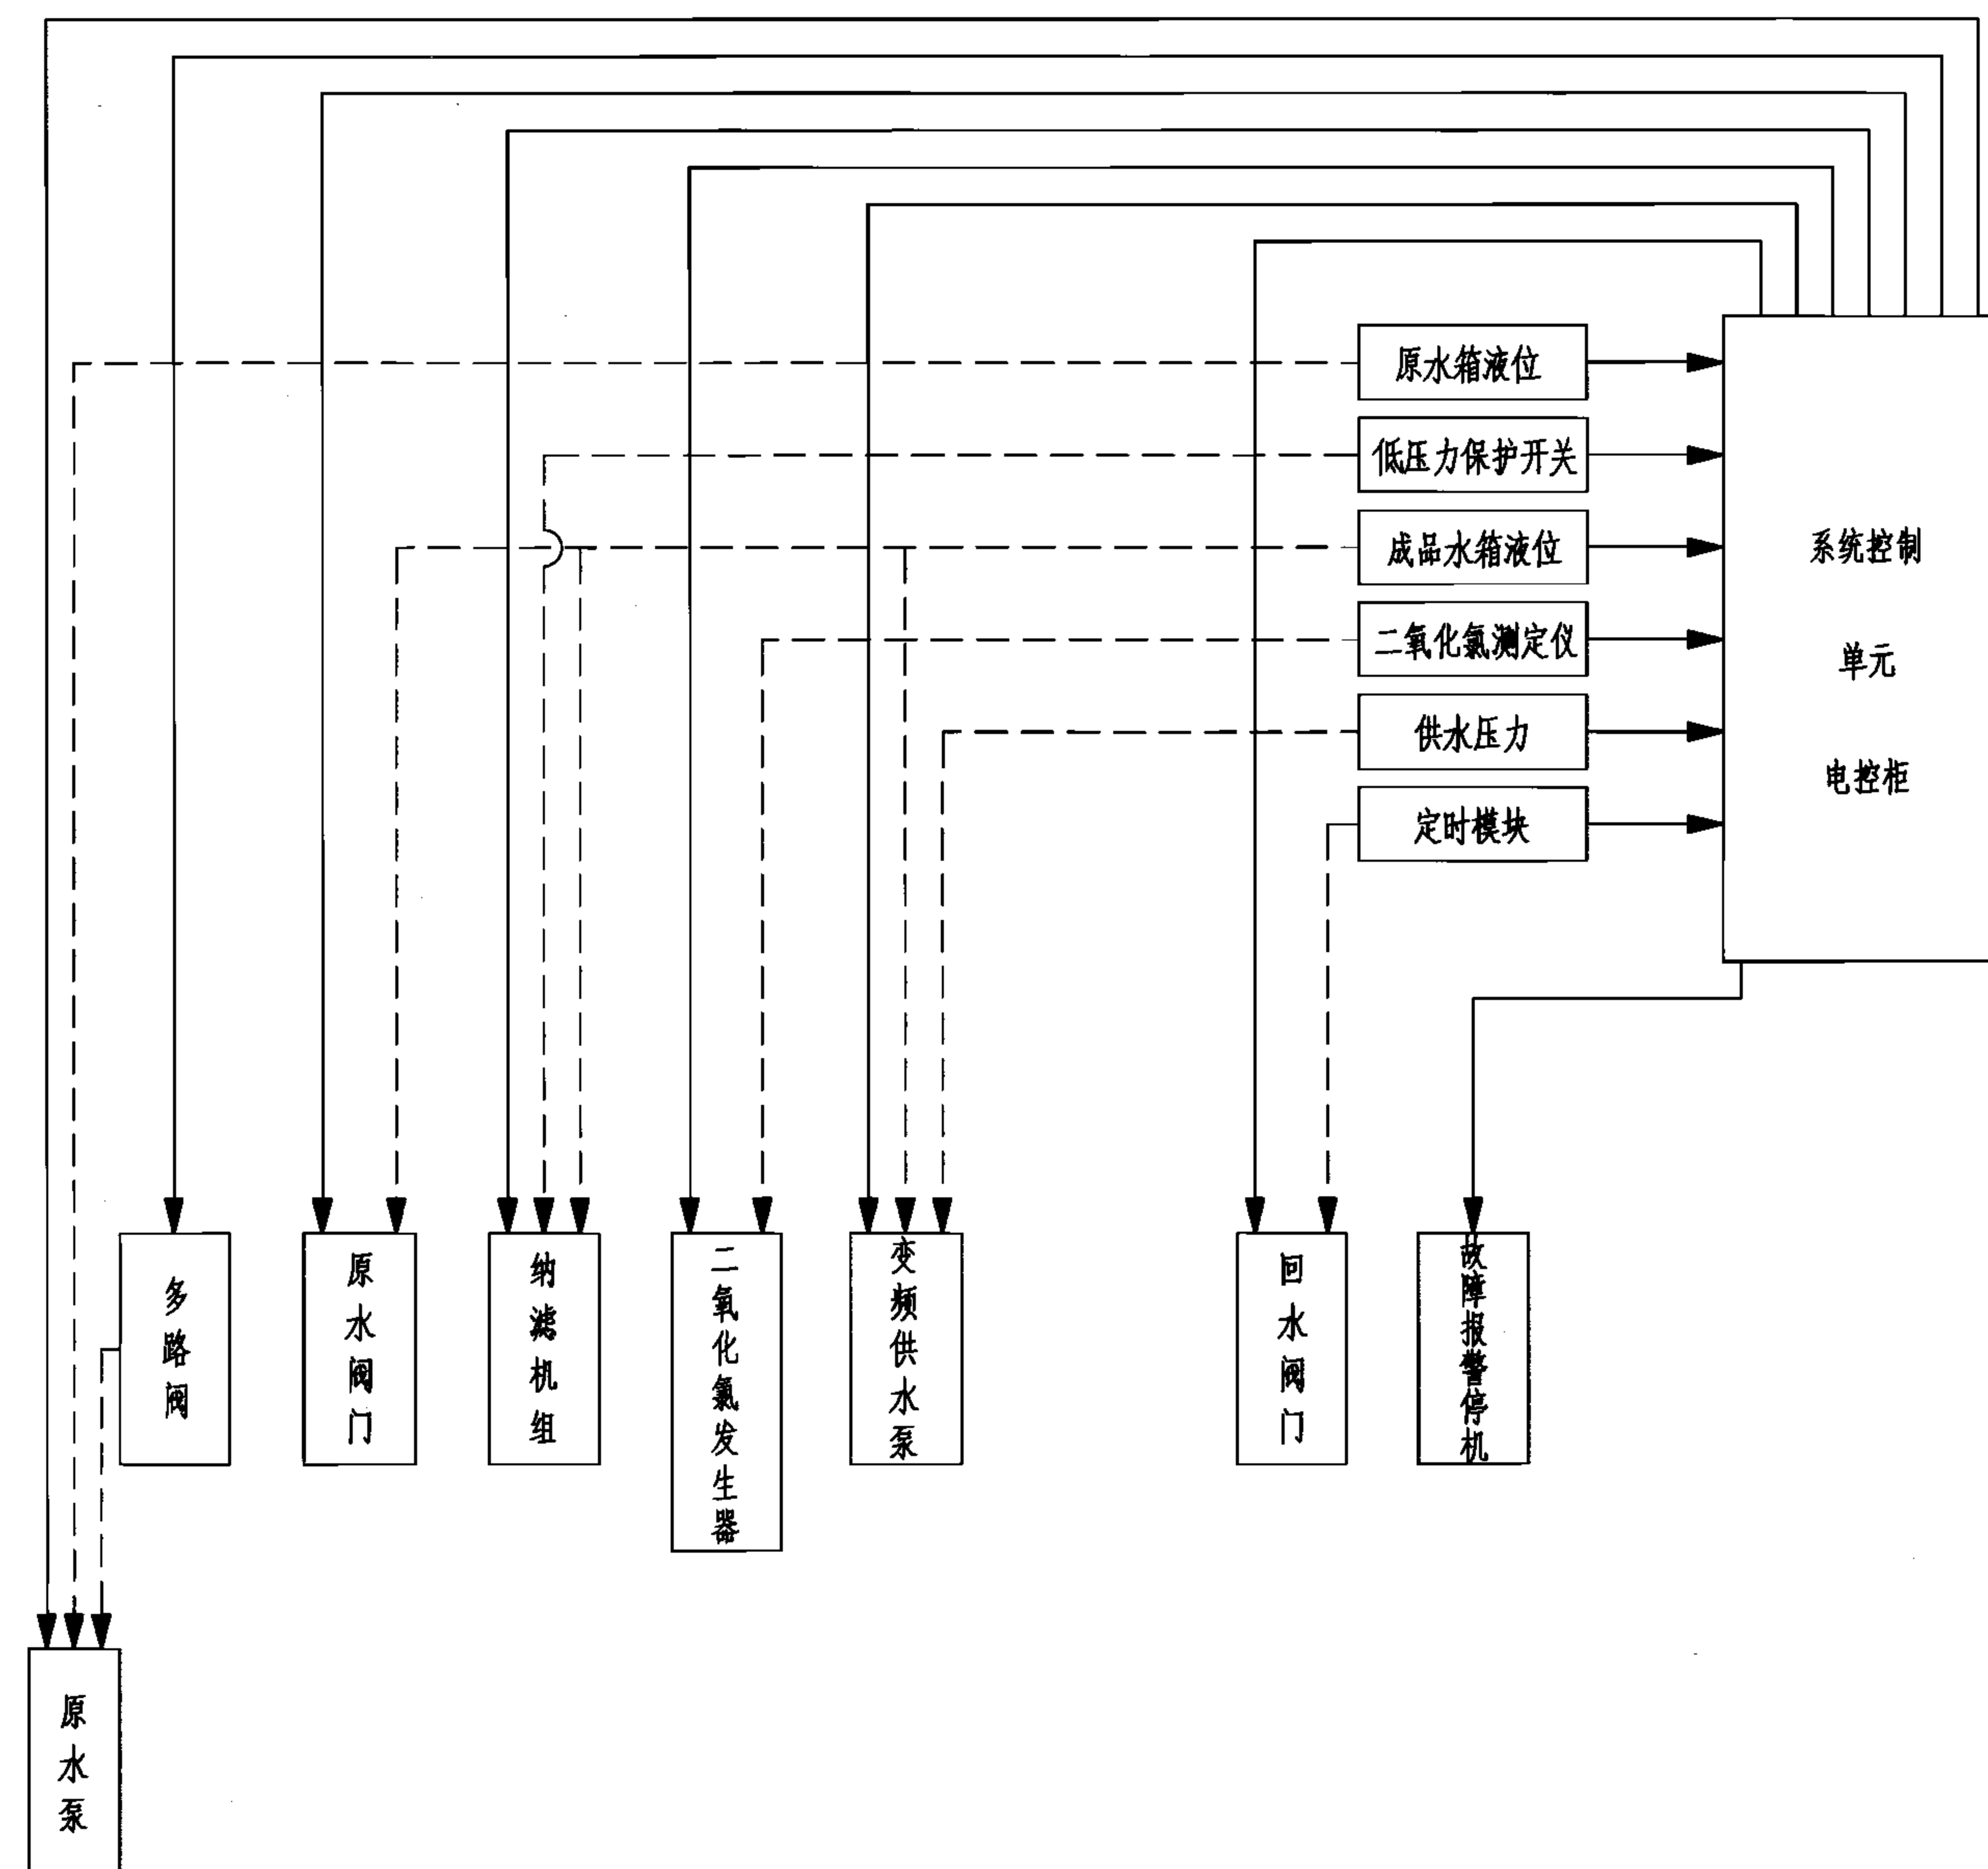 原水箱液位
低压力保护开关
成品水箱液位
二氧化氯测定仪
供水压力
定时模块
系统控制
单元
电控柜
多路阀
原水阀门
纳滤机组
二氧化氯发生器
变频供水泵
回水阀门
故障报警停机
原水泵